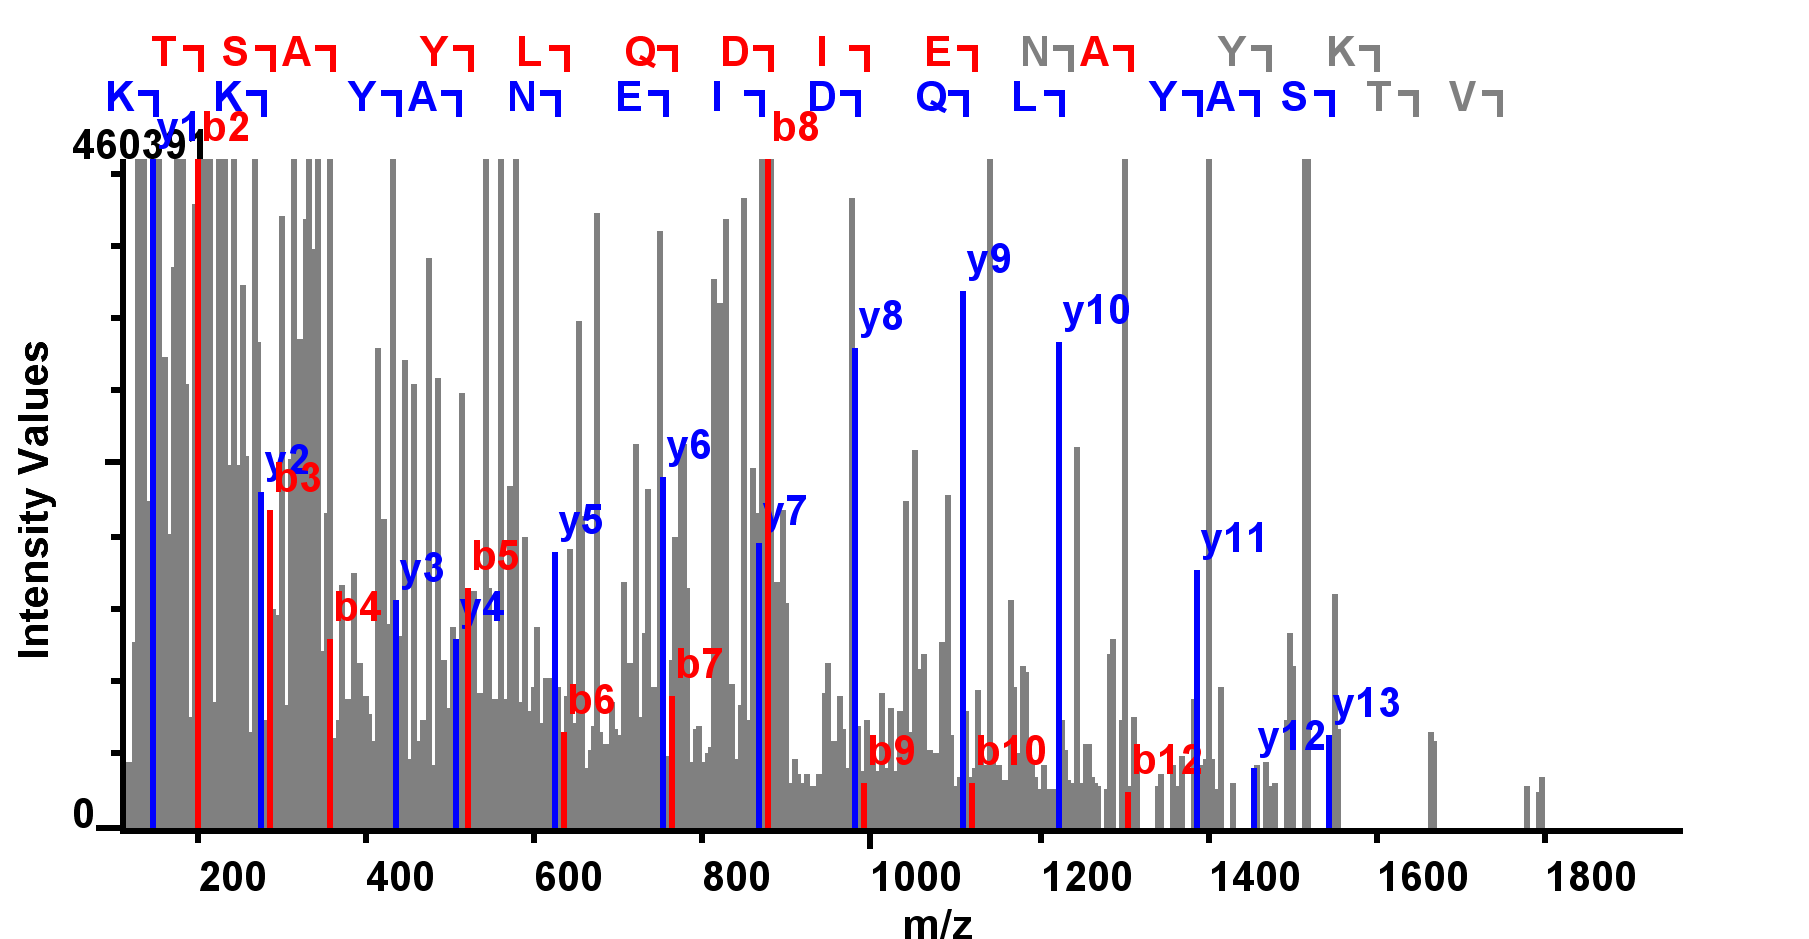 T S A Y L Q D I E N A Y K
K K Y A N E I D Q L Y A S T V
460391
y1 b2 b8
y9
y8 y10
y6
y2 b3
y7
y5
y11
b5
y3
b4 y4
b7
b6 y13
y12
b9 b10 b12
Intensity Values
0
200 400 600 800 1000 1200 1400 1600 1800
m/z